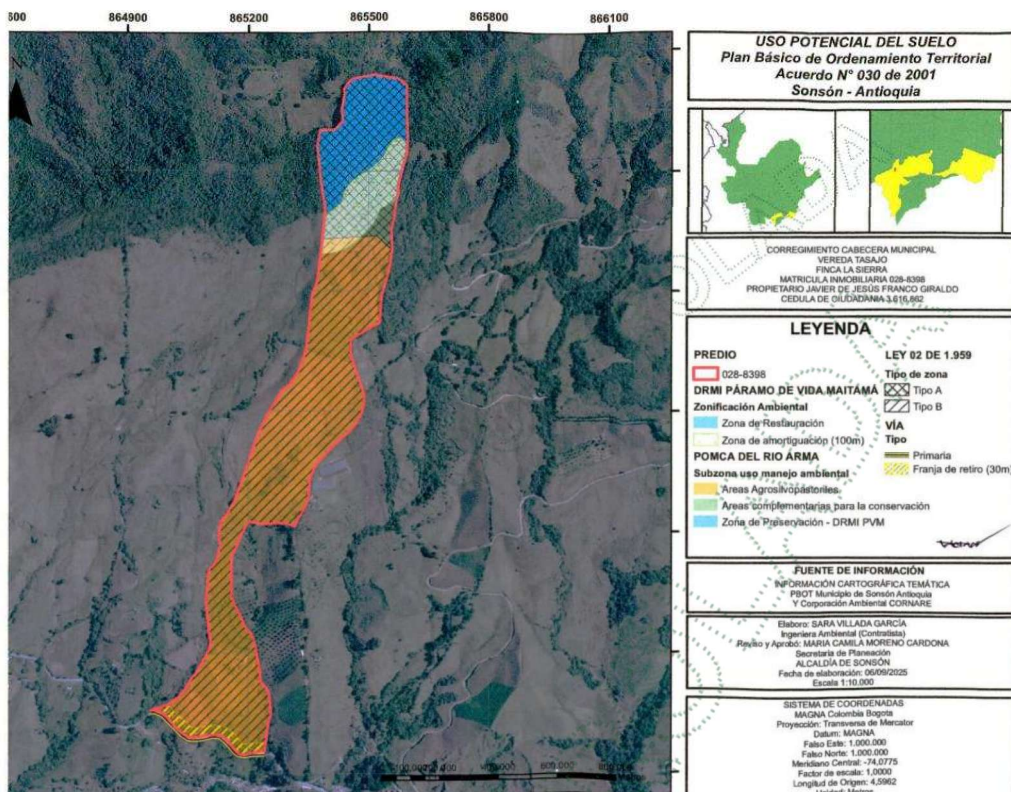 600 864900 865200 865500 865800 866100
N
USO POTENCIAL DEL SUELO
Plan Básico de Ordenamiento Territorial
Acuerdo N° 030 de 2001
Sonsón - Antioquia
CORREGIMIENTO CABECERA MUNICIPAL
VEREDA TASAJO
FINCA LA SIERRA
MATRICULA INMOBILIARIA 028-8398
PROPIETARIO JAVIER DE JESÚS FRANCO GIRALDO
CEDULA DE CIUDADANIA 3.616.882
LEYENDA
PREDIO
028-8398
DRMI PÁRAMO DE VIDA MAITAMÁ
Zonificación Ambiental
Zona de Restauración
Zona de amortiguación (100m)
POMCA DEL RIO ARMA
Subzona uso manejo ambiental
Areas Agrosilvopastoriles
Areas complementarias para la conservación
Zona de Preservación - DRMI PVM
LEY 02 DE 1.959
Tipo de zona
Tipo A
Tipo B
VÍA
Tipo
Primaria
Franja de retiro (30m)
FUENTE DE INFORMACIÓN
INFORMACIÓN CARTOGRÁFICA TEMÁTICA
PBOT Municipio de Sonsón Antioquia
Y Corporación Ambiental CORNARE
Elaboro: SARA VILLADA GARCÍA
Ingeniera Ambiental (Contratista)
Reviso y Aprobó: MARIA CAMILA MORENO CARDONA
Secretaria de Planeación
ALCALDÍA DE SONSÓN
Fecha de elaboración: 06/09/2025
Escala 1:10.000
SISTEMA DE COORDENADAS
MAGNA Colombia Bogota
Proyección: Transversa de Mercator
Datum: MAGNA
Falso Este: 1.000.000
Falso Norte: 1.000.000
Meridiano Central: -74,0775
Factor de escala: 1,0000
Longitud de Origen: 4,5962
Unidad: Metros